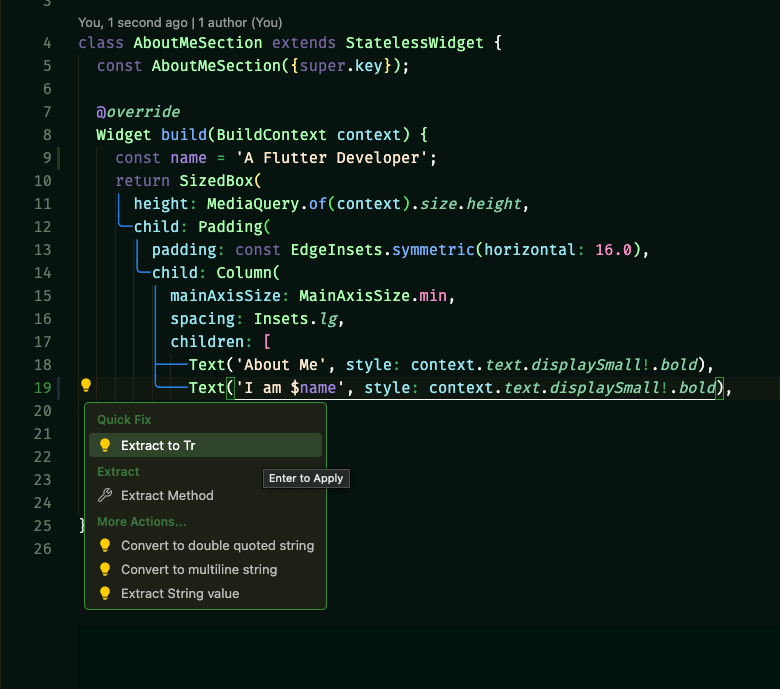 3
You, 1 second ago | 1 author (You)
4 class AboutMeSection extends StatelessWidget {
5 const AboutMeSection({super.key});
6
7 @override
8 Widget build(BuildContext context) {
9 const name = 'A Flutter Developer';
10 return SizedBox(
11 height: MediaQuery.of(context).size.height,
12 child: Padding(
13 padding: const EdgeInsets.symmetric(horizontal: 16.0),
14 child: Column(
15 mainAxisSize: MainAxisSize.min,
16 spacing: Insets.lg,
17 children: [
18 Text('About Me', style: context.text.displaySmall!.bold),
19 Text('I am $name', style: context.text.displaySmall!.bold),
20
21
22
23
24
25 }
26
Quick Fix
Extract to Tr
Extract
Enter to Apply
Extract Method
More Actions...
Convert to double quoted string
Convert to multiline string
Extract String value